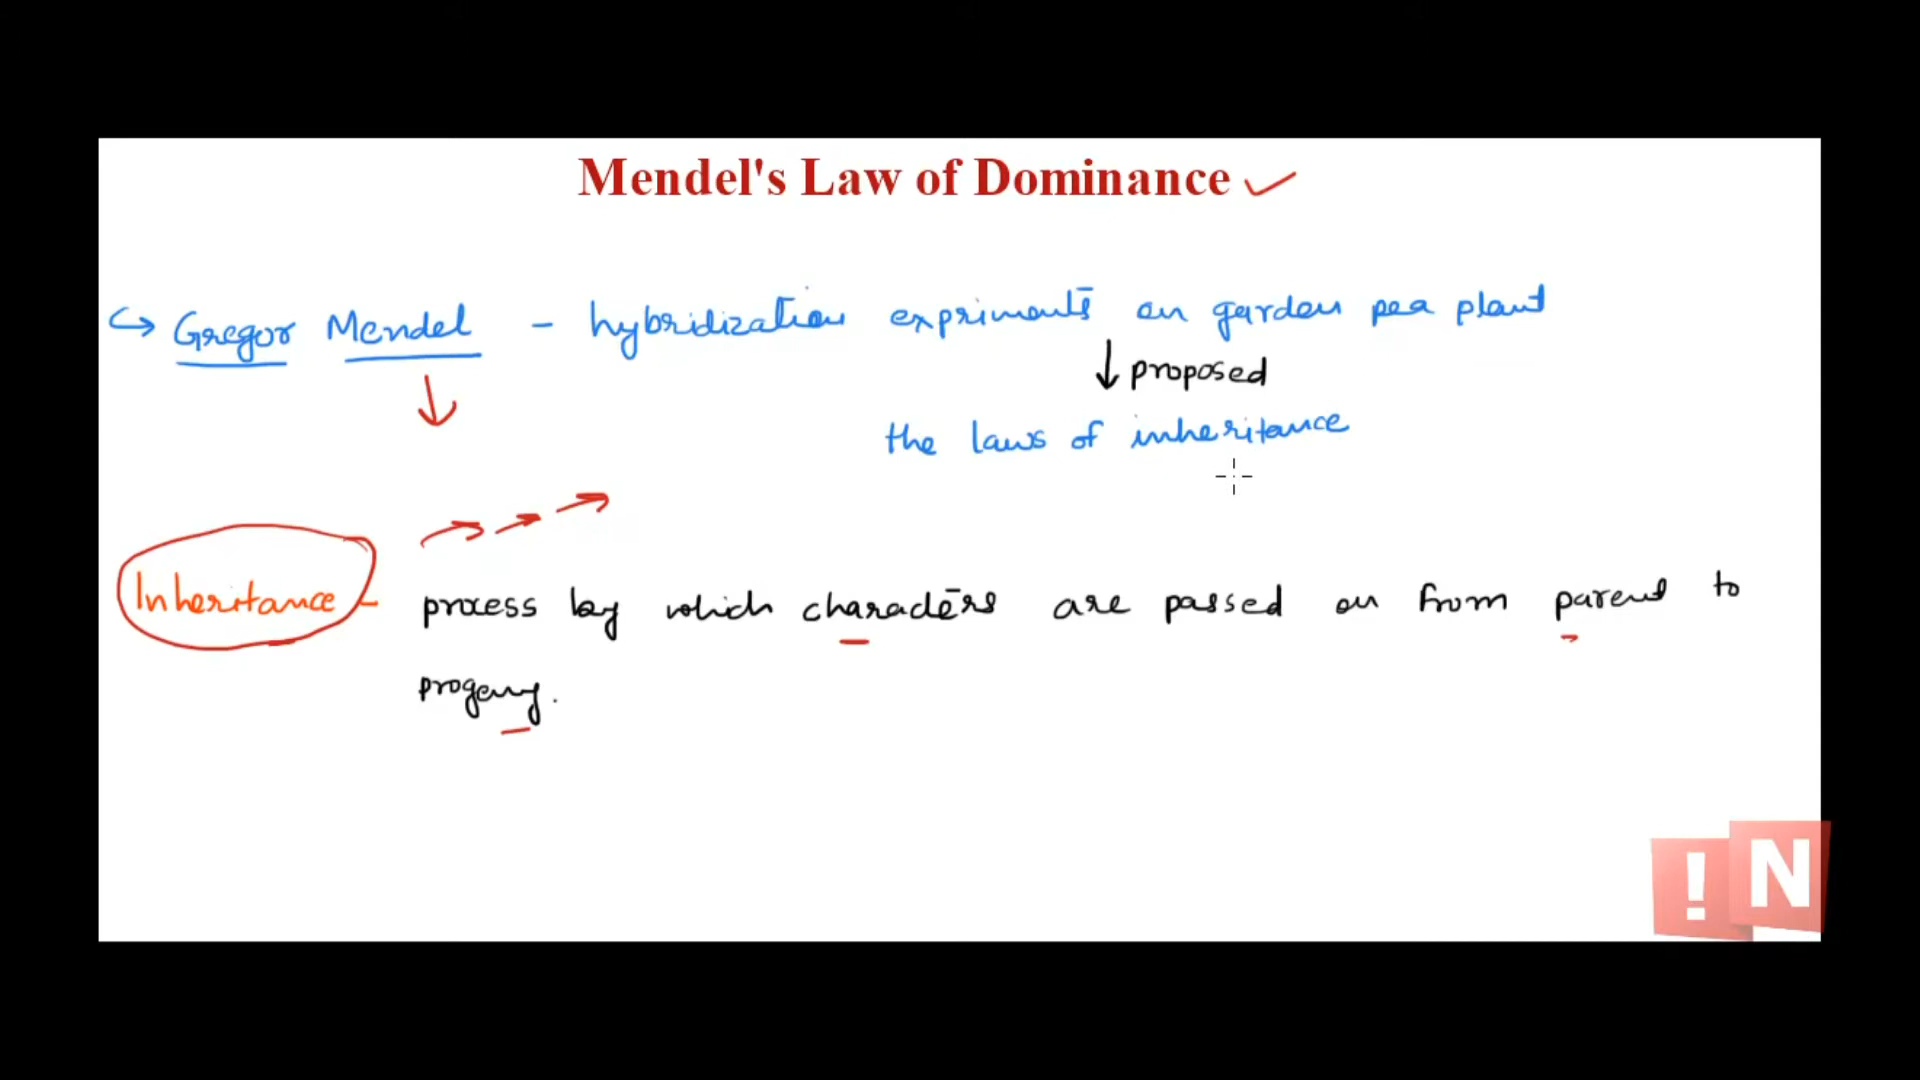 Mendel's Law of Dominance
Gregor Mendel - hybridization expriments on garden pea plant
proposed
the laws of inheritance
Inheritance - process by which characters are passed on from parent to
progeny.
! N